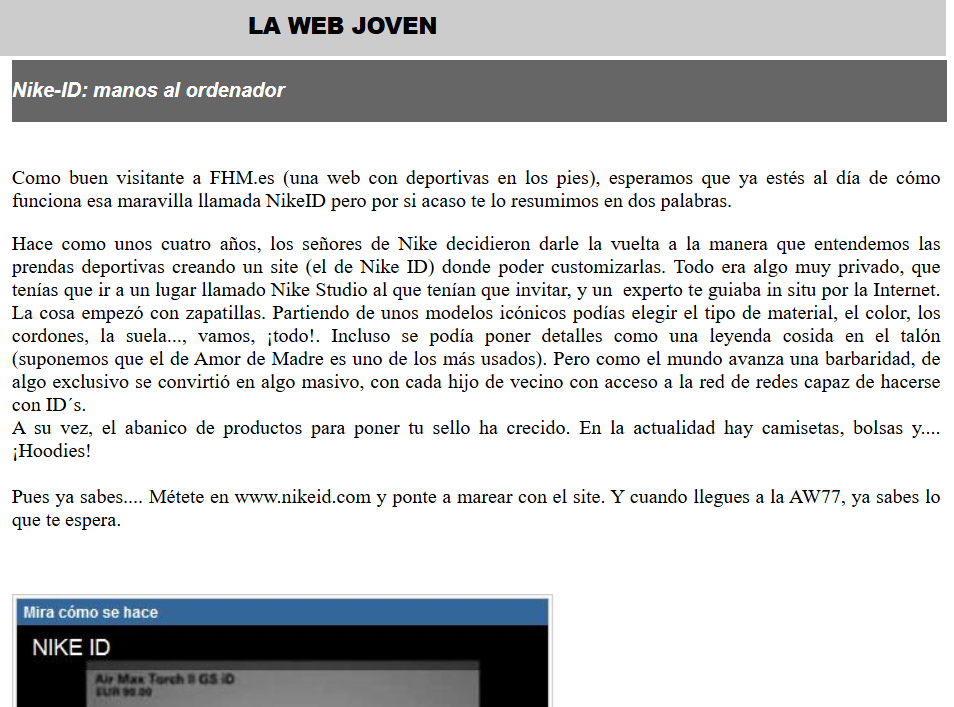 LA WEB JOVEN
Nike-ID: manos al ordenador
Como buen visitante a FHM.es (una web con deportivas en los pies), esperamos que ya estés al día de cómo
funciona esa maravilla llamada NikeID pero por si acaso te lo resumimos en dos palabras.
Hace como unos cuatro años, los señores de Nike decidieron darle la vuelta a la manera que entendemos las
prendas deportivas creando un site (el de Nike ID) donde poder customizarlas. Todo era algo muy privado, que
tenías que ir a un lugar llamado Nike Studio al que tenían que invitar, y un  experto te guiaba in situ por la Internet.
La cosa empezó con zapatillas. Partiendo de unos modelos icónicos podías elegir el tipo de material, el color, los
cordones, la suela..., vamos, ¡todo!. Incluso se podía poner detalles como una leyenda cosida en el talón
(suponemos que el de Amor de Madre es uno de los más usados). Pero como el mundo avanza una barbaridad, de
algo exclusivo se convirtió en algo masivo, con cada hijo de vecino con acceso a la red de redes capaz de hacerse
con ID´s.
A su vez, el abanico de productos para poner tu sello ha crecido. En la actualidad hay camisetas, bolsas y....
¡Hoodies!
Pues ya sabes.... Métete en www.nikeid.com y ponte a marear con el site. Y cuando llegues a la AW77, ya sabes lo
que te espera.
Mira cómo se hace
NIKE ID
Air Max Torch 8 GS iD
EUR 90.00